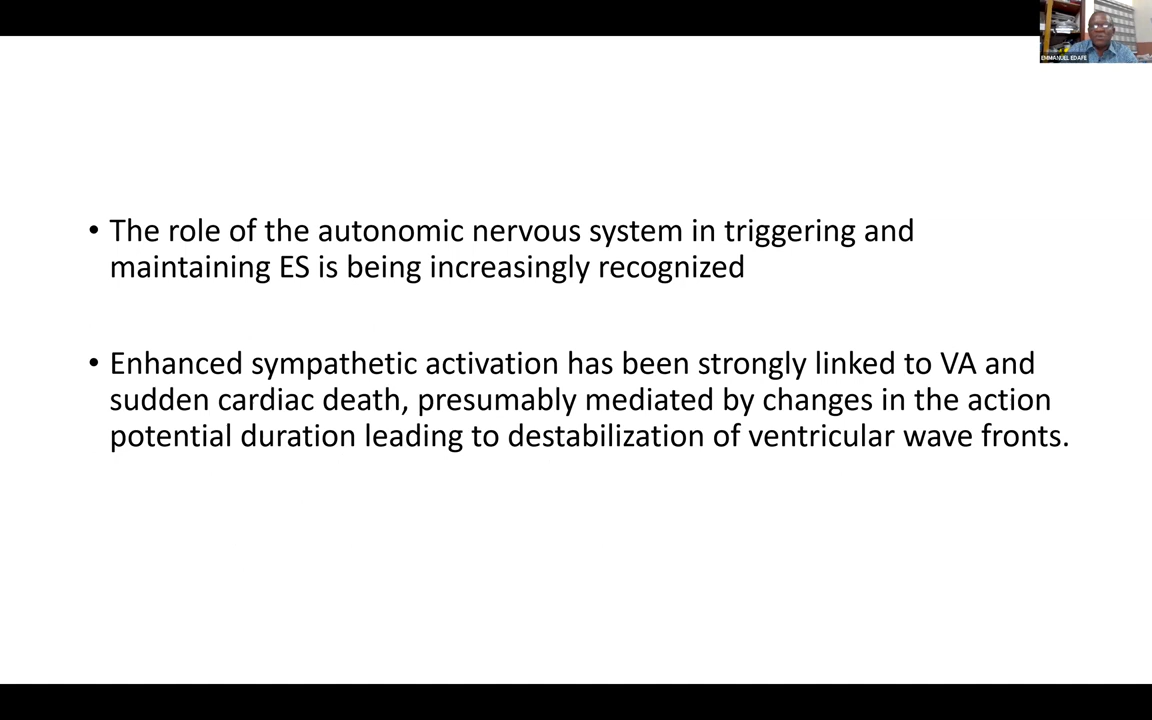 EMMANUEL EDAFE
• The role of the autonomic nervous system in triggering and
maintaining ES is being increasingly recognized
• Enhanced sympathetic activation has been strongly linked to VA and
sudden cardiac death, presumably mediated by changes in the action
potential duration leading to destabilization of ventricular wave fronts.